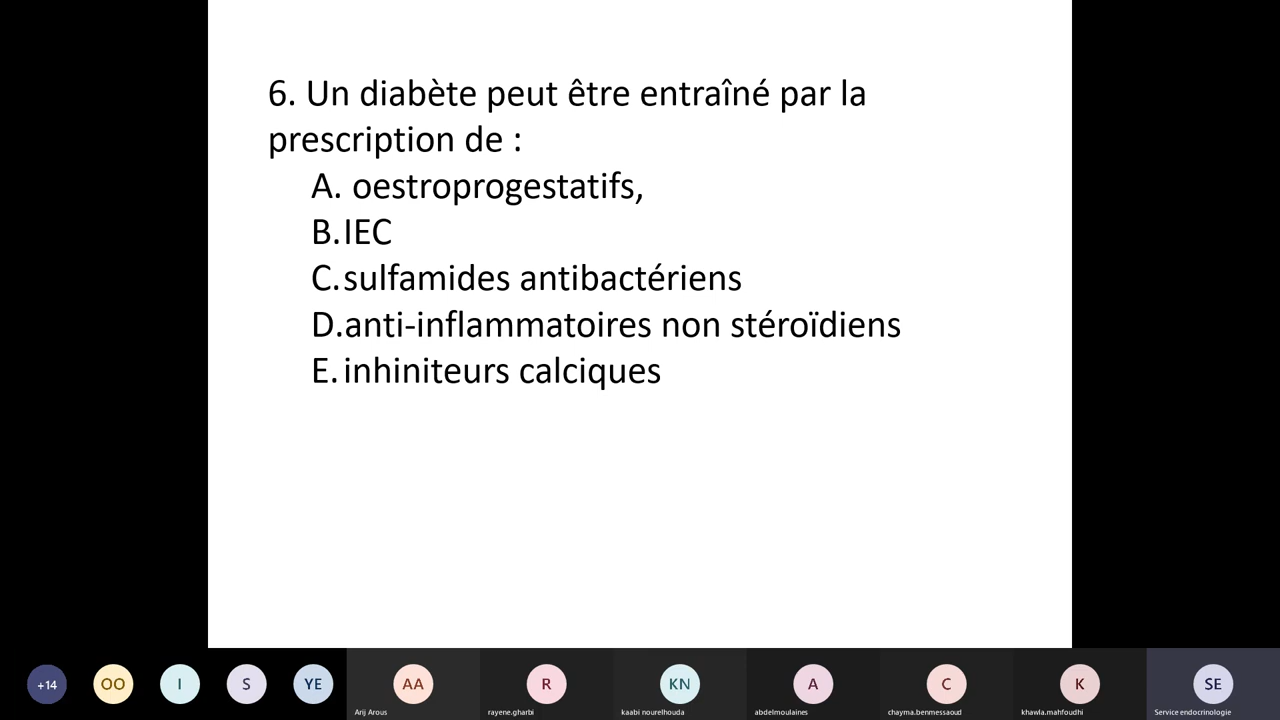 6. Un diabète peut être entraîné par la
prescription de :
A. oestroprogestatifs,
B. IEC
C. sulfamides antibactériens
D. anti-inflammatoires non stéroïdiens
E. inhiniteurs calciques
+14
OO
I
S
YE
AA
R
KN
A
C
K
SE
Arij Arous
rayene.gharbi
kaabi nourelhouda
abdelmoulaines
chayma.benmessaoud
khawla.mahfoudhi
Service endocrinologie